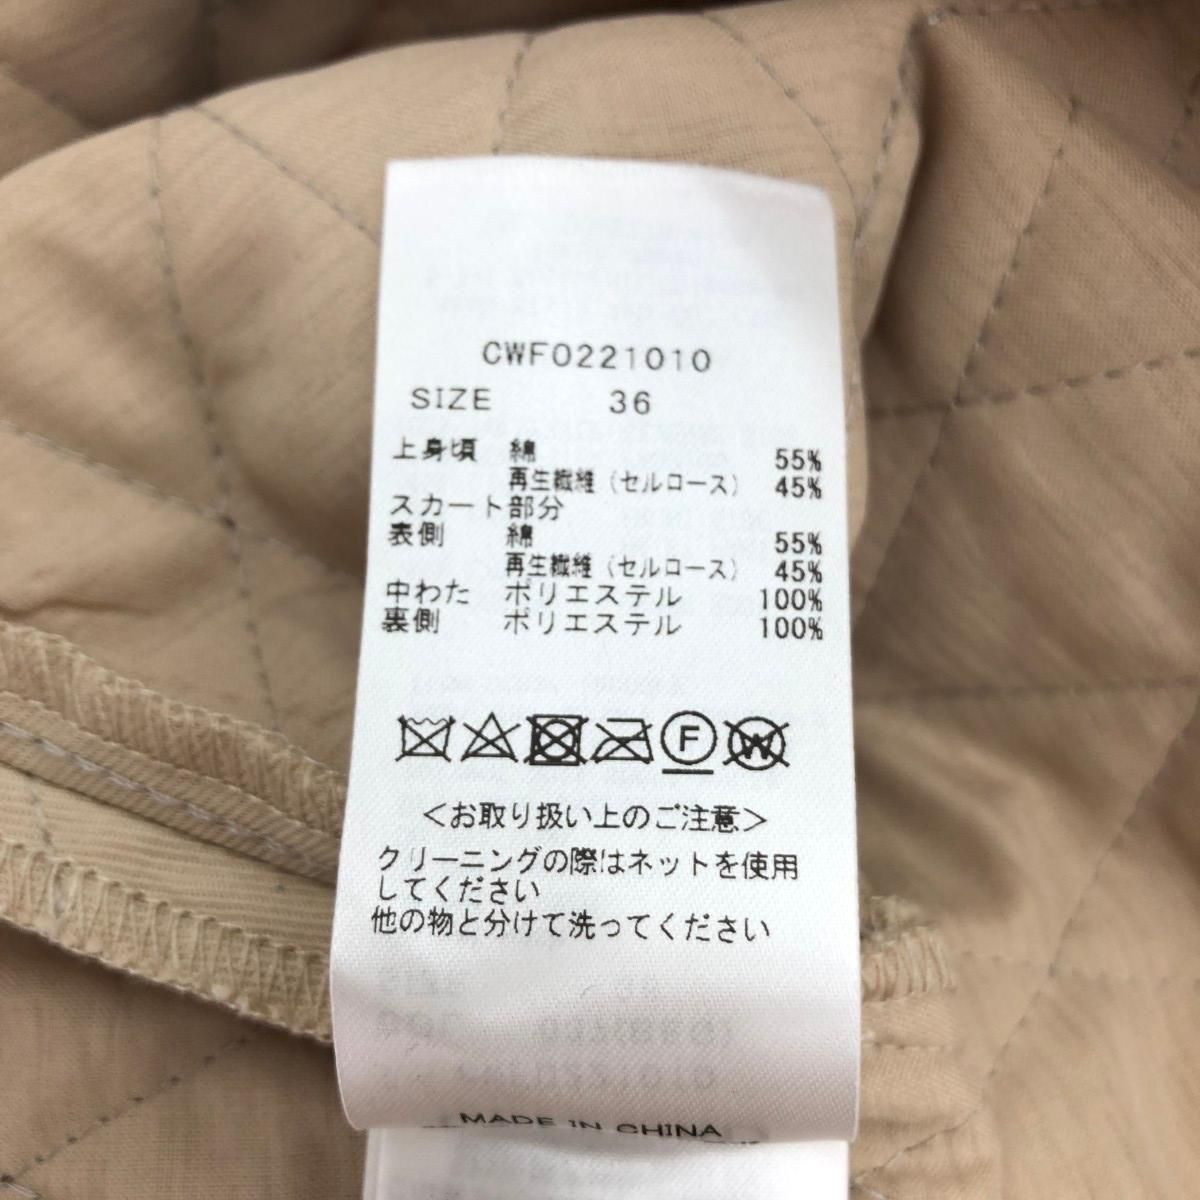 CWF0221010
SIZE 36
上身頃 綿 55%
再生繊維（セルロース） 45%
スカート部分
表側 綿 55%
再生繊維（セルロース） 45%
中わた ポリエステル 100%
裏側 ポリエステル 100%
F W
＜お取り扱い上のご注意＞
クリーニングの際はネットを使用
してください
他の物と分けて洗ってください
MADE IN CHINA